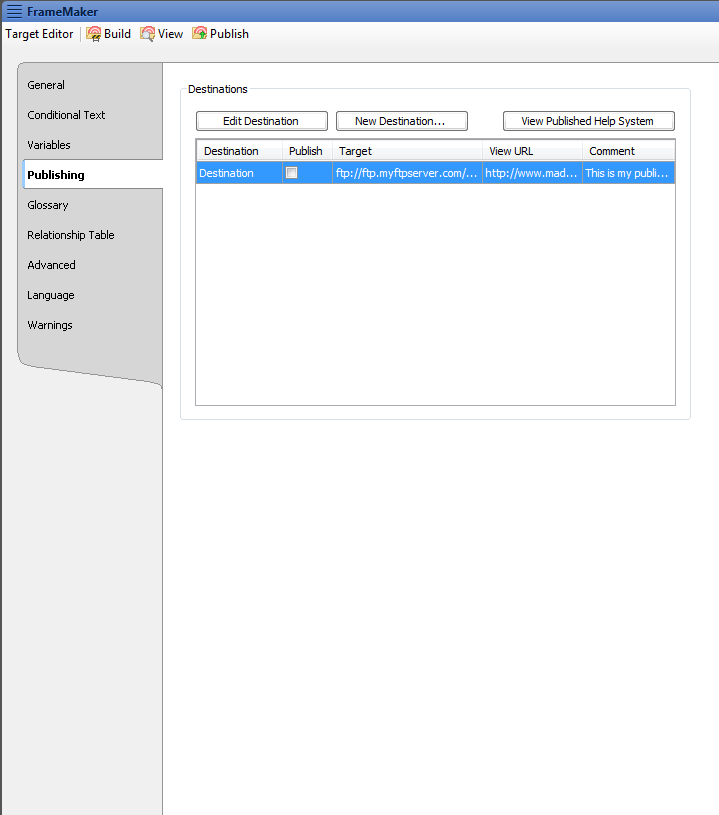 FrameMaker
Target Editor Build View Publish
General
Conditional Text
Variables
Publishing
Glossary
Relationship Table
Advanced
Language
Warnings
Destinations
Edit Destination New Destination... View Published Help System
Destination Publish Target View URL Comment
Destination ftp://ftp.myftpserver.com/... http://www.mad... This is my publi...